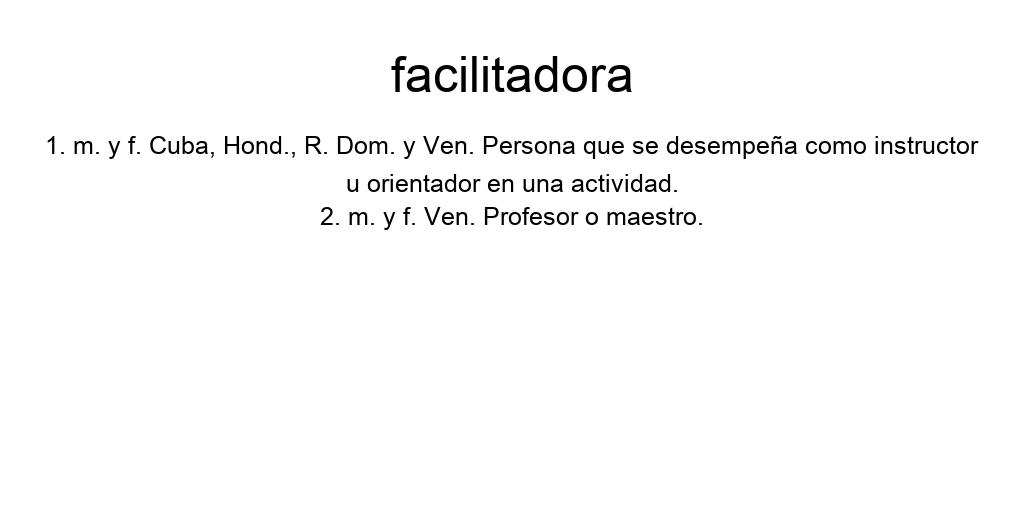 facilitadora
1. m. y f. Cuba, Hond., R. Dom. y Ven. Persona que se desempeña como instructor
u orientador en una actividad.
2. m. y f. Ven. Profesor o maestro.